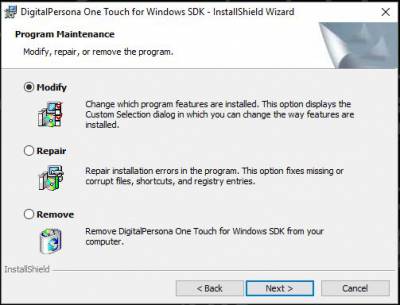 DigitalPersona One Touch for Windows SDK - InstallShield Wizard
Program Maintenance
Modify, repair, or remove the program.
Modify
Change which program features are installed. This option displays the
Custom Selection dialog in which you can change the way features are
installed.
Repair
Repair installation errors in the program. This option fixes missing or
corrupt files, shortcuts, and registry entries.
Remove
Remove DigitalPersona One Touch for Windows SDK from your
computer.
InstallShield
< Back
Next >
Cancel